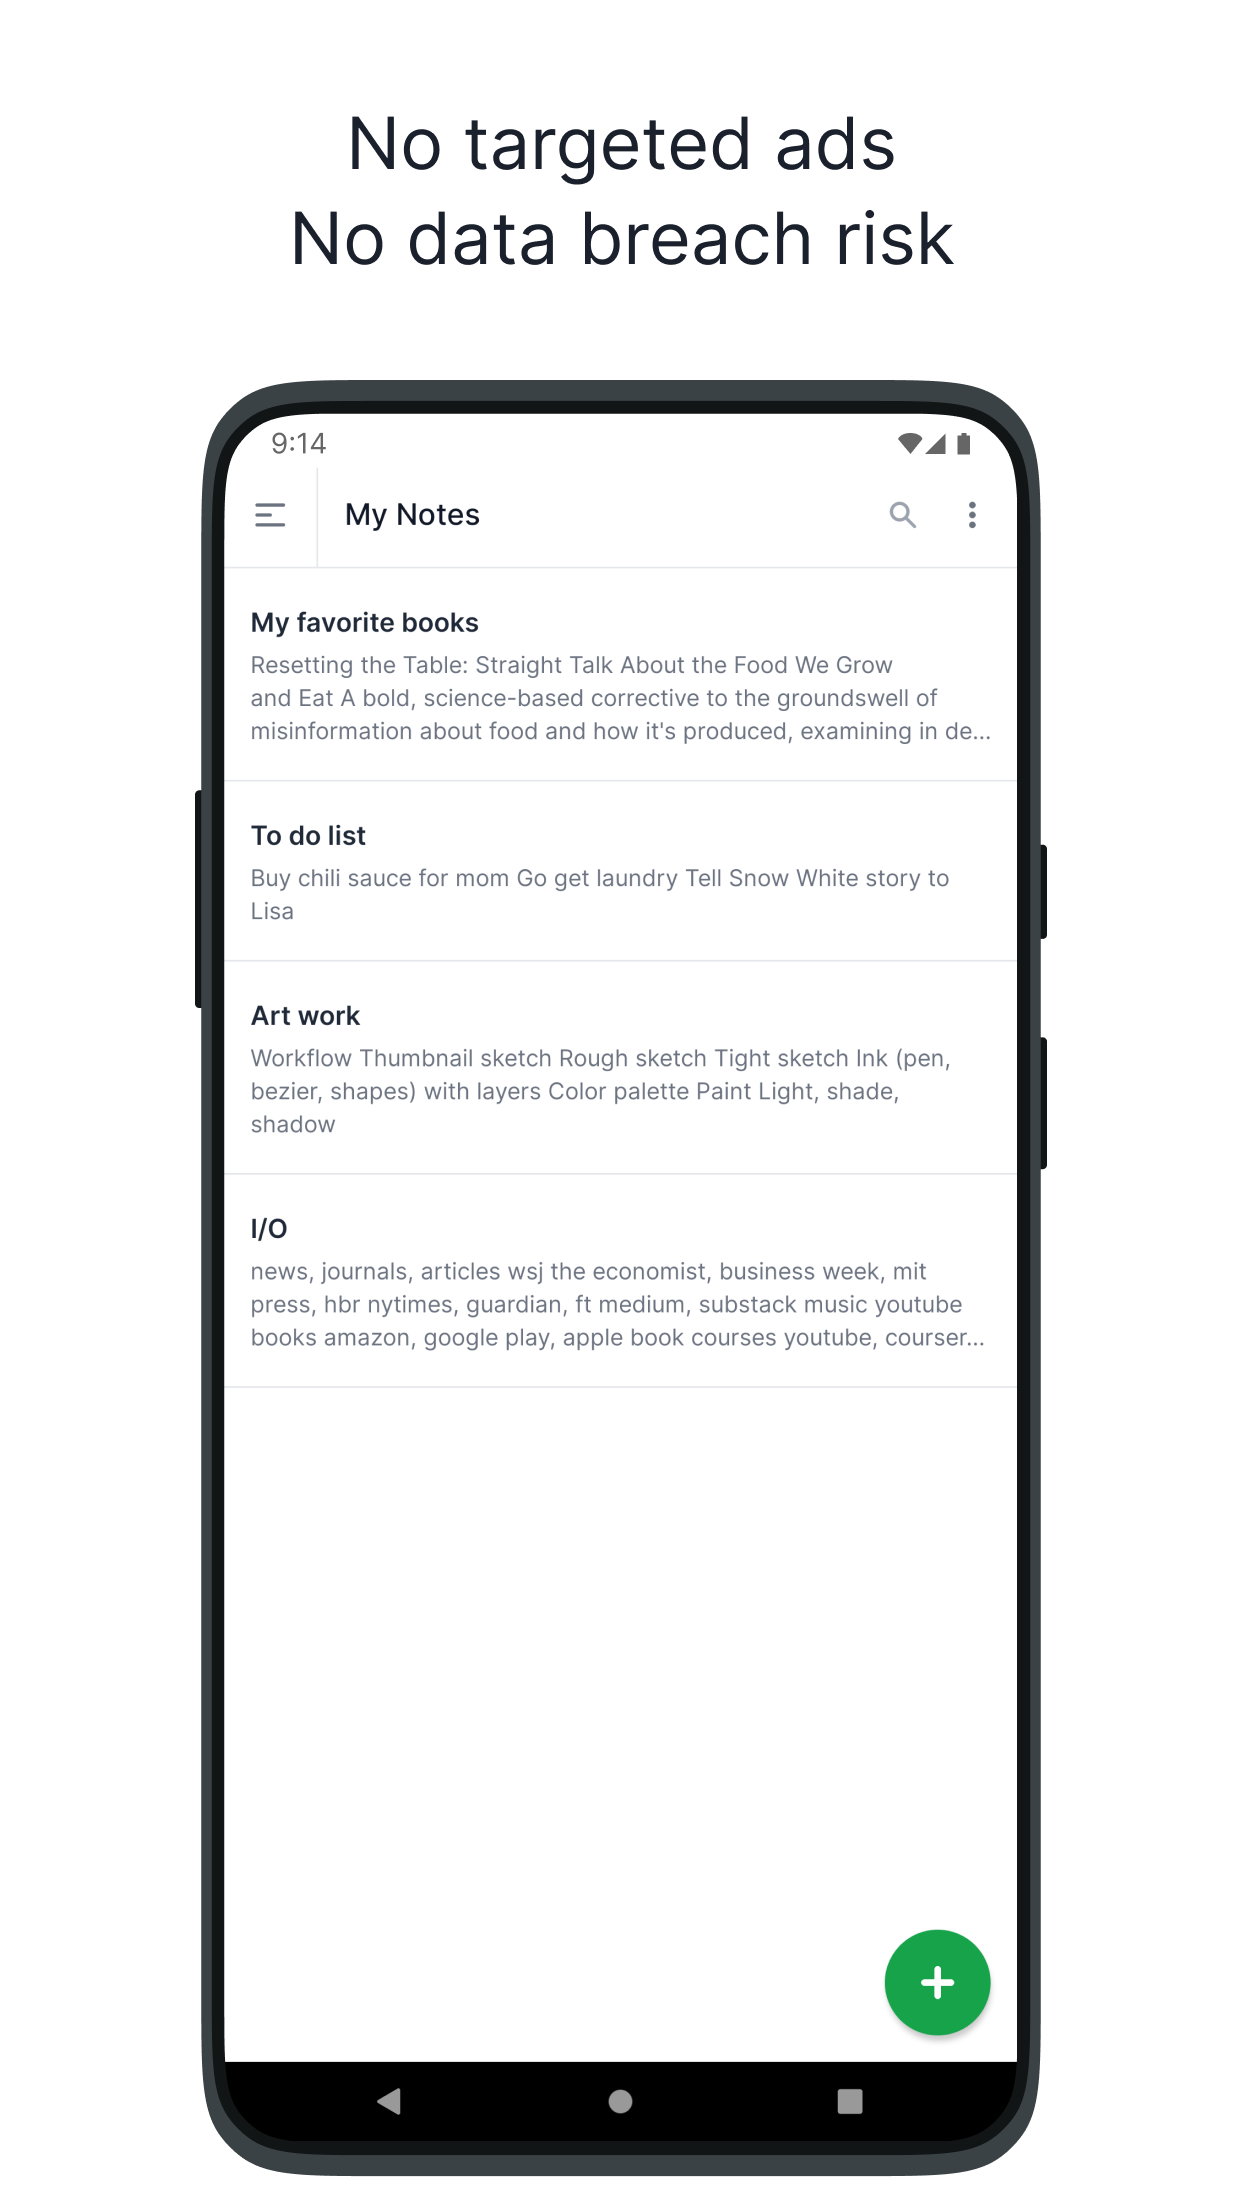 No targeted ads
No data breach risk
9:14
My Notes
My favorite books
Resetting the Table: Straight Talk About the Food We Grow
and Eat A bold, science-based corrective to the groundswell of
misinformation about food and how it's produced, examining in de...
To do list
Buy chili sauce for mom Go get laundry Tell Snow White story to
Lisa
Art work
Workflow Thumbnail sketch Rough sketch Tight sketch Ink (pen,
bezier, shapes) with layers Color palette Paint Light, shade,
shadow
I/O
news, journals, articles wsj the economist, business week, mit
press, hbr nytimes, guardian, ft medium, substack music youtube
books amazon, google play, apple book courses youtube, courser...